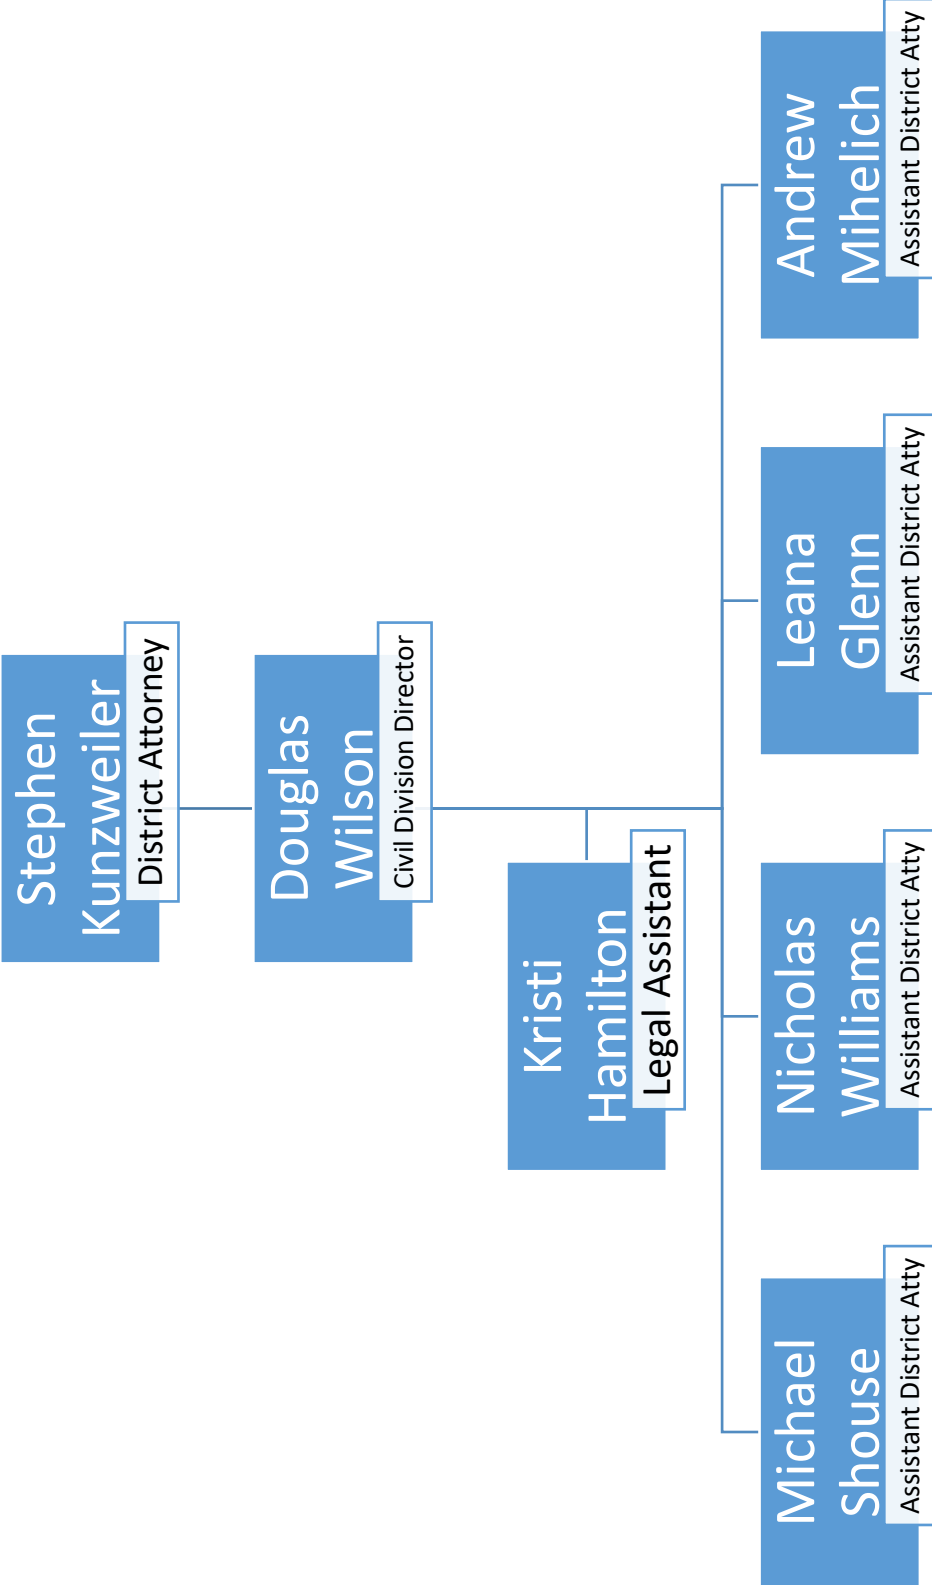 Stephen
Kunzweiler
District Attorney
Douglas
Wilson
Civil Division Director
Kristi
Hamilton
Legal Assistant
Michael
Shouse
Assistant District Atty
Nicholas
Williams
Assistant District Atty
Leana
Glenn
Assistant District Atty
Andrew
Mihelich
Assistant District Atty